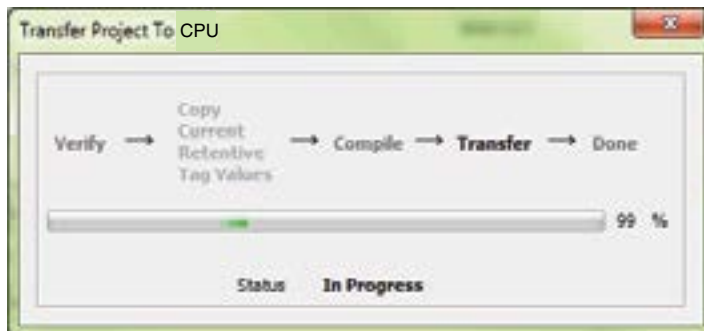 Transfer Project To CPU
Verify → Copy Current Retentive Tag Values → Compile → Transfer → Done
99 %
Status In Progress